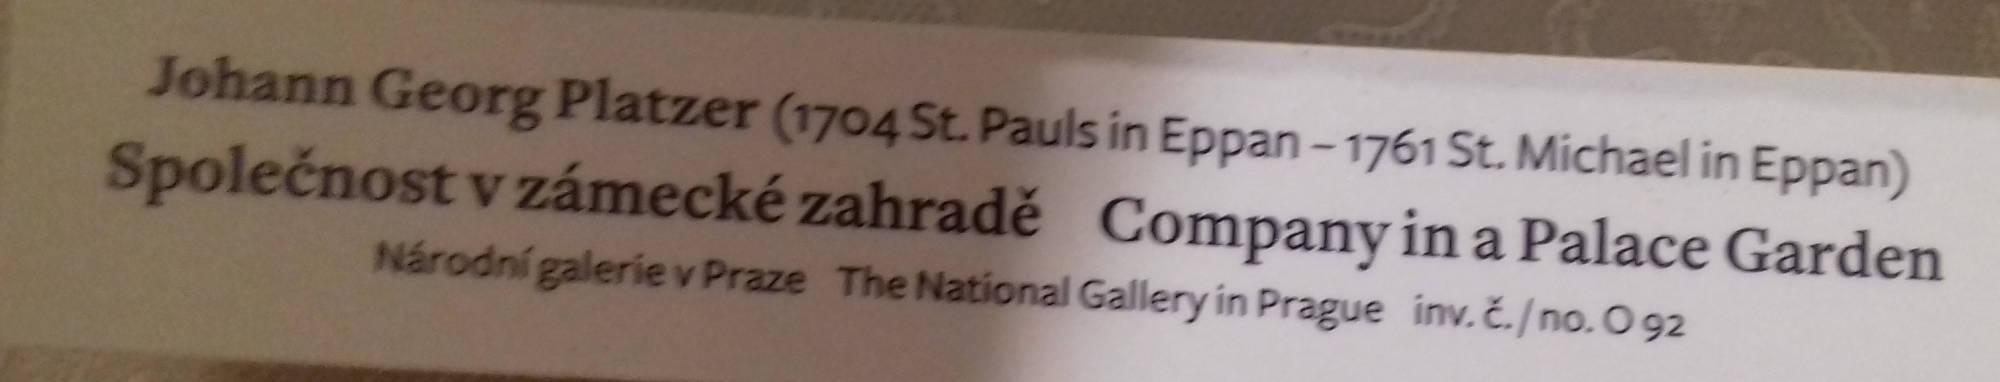 Johann Georg Platzer (1704 St. Pauls in Eppan – 1761 St. Michael in Eppan)
Společnost v zámecké zahradě Company in a Palace Garden
Národní galerie v Praze The National Gallery in Prague inv. č. / no. O 92